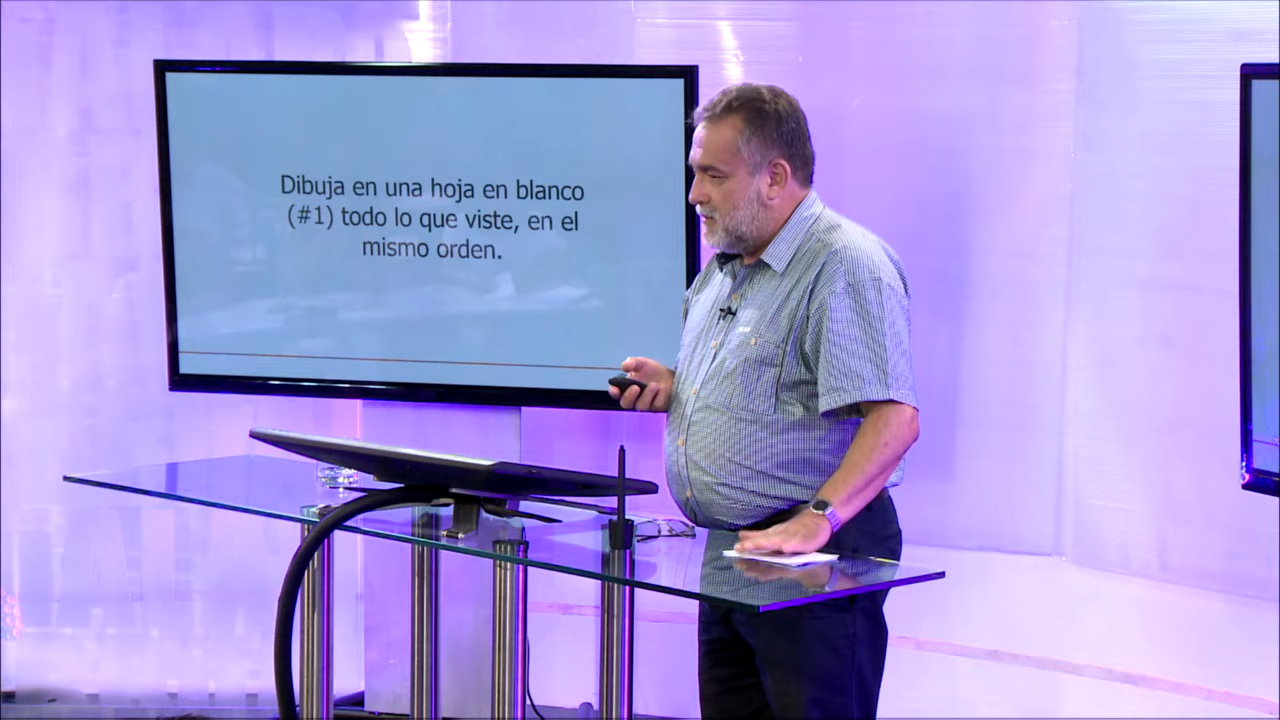 Dibuja en una hoja en blanco
(#1) todo lo que viste, en el
mismo orden.